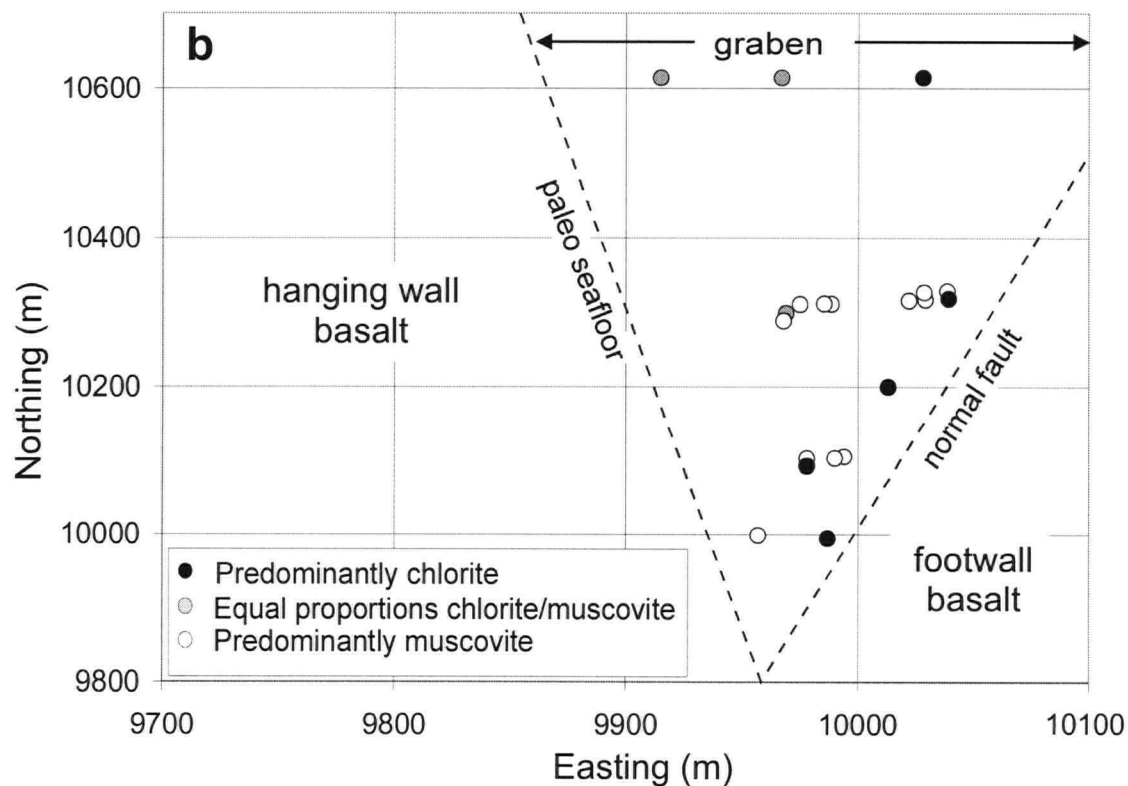 b
graben
10600
10400
10200
10000
9800
Northing (m)
paleo seafloor
hanging wall
basalt
normal fault
footwall
basalt
Predominantly chlorite
Equal proportions chlorite/muscovite
Predominantly muscovite
9700 9800 9900 10000 10100
Easting (m)